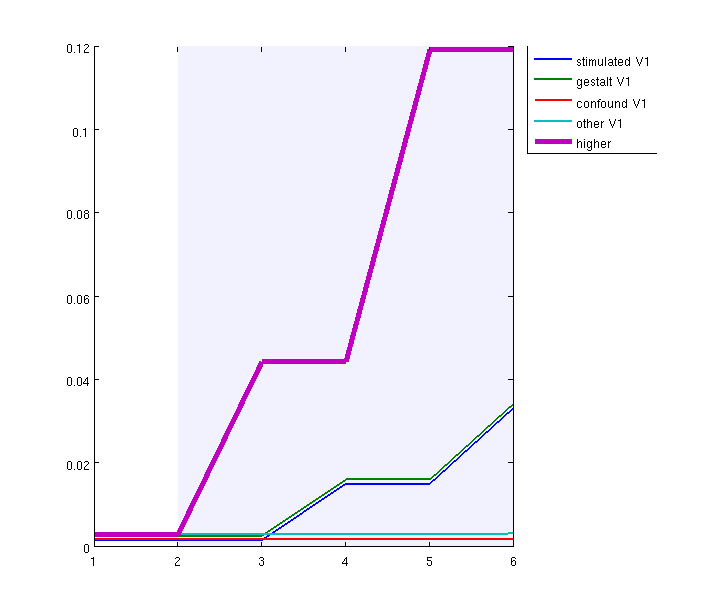 0.12
0.1
0.08
0.06
0.04
0.02
0
1 2 3 4 5 6
stimulated V1
gestalt V1
confound V1
other V1
higher